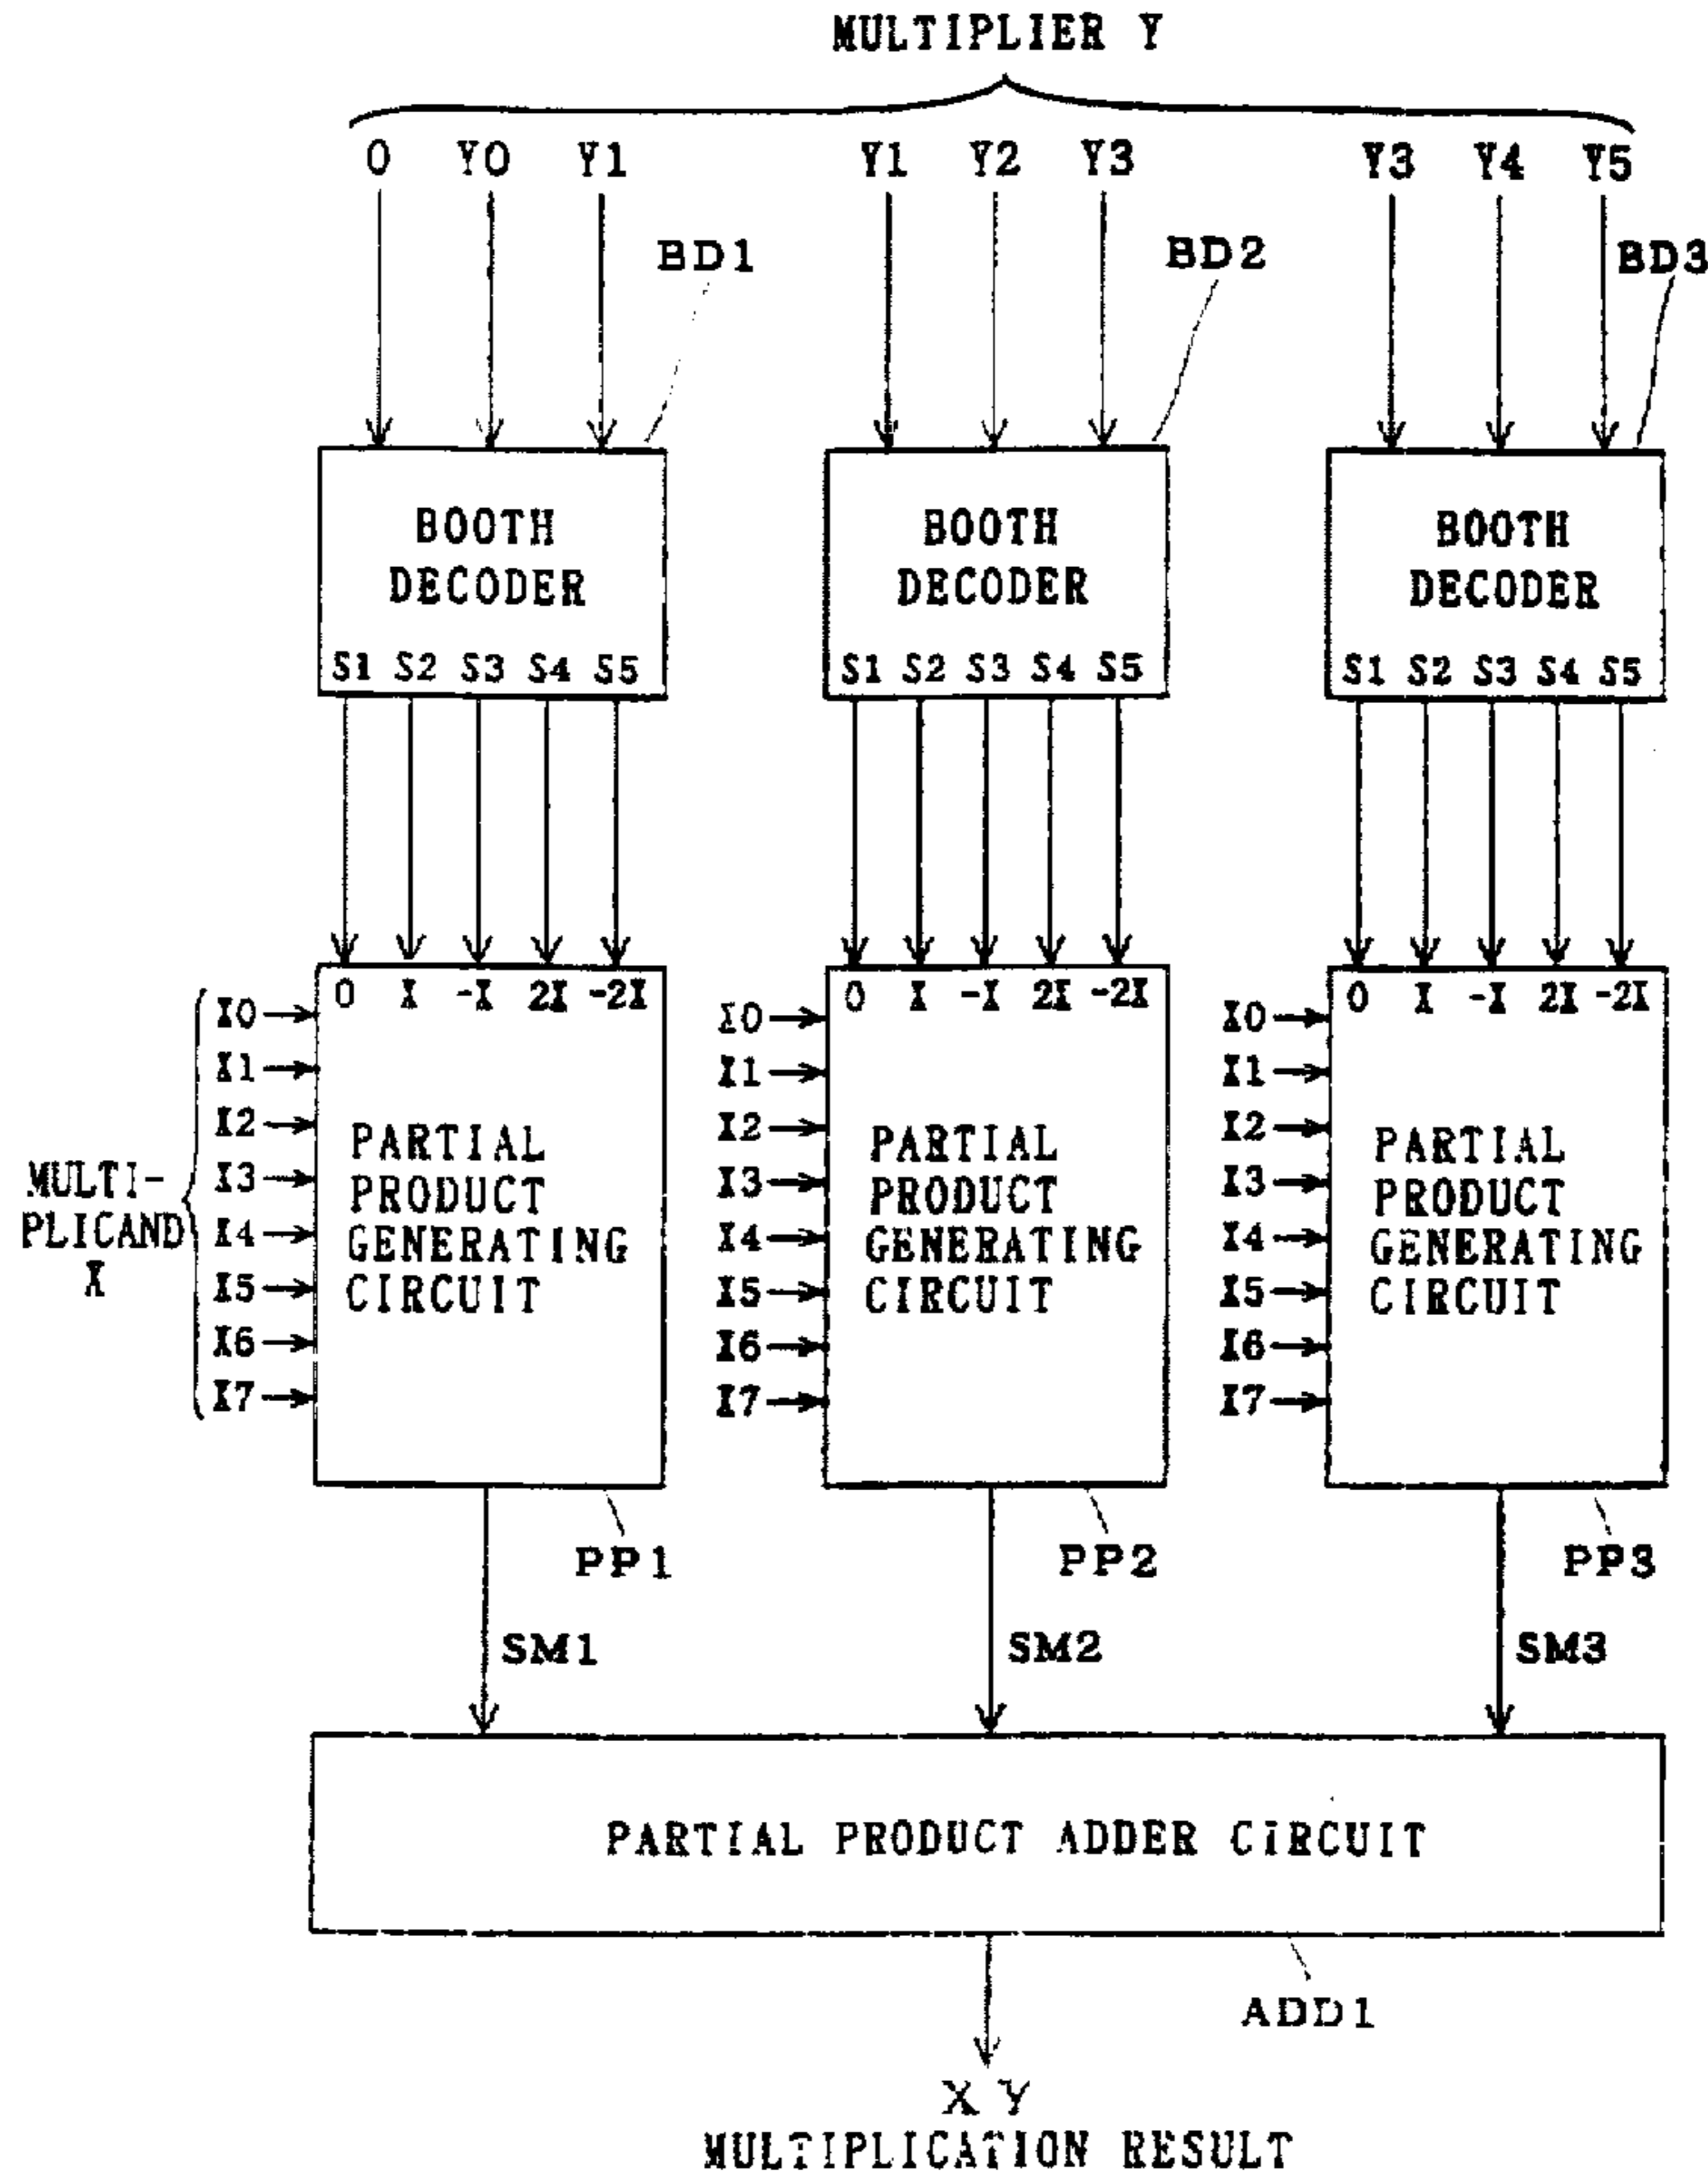 MULTIPLIER Y
0 Y0 Y1 Y1 Y2 Y3 Y3 Y4 Y5
BD1 BD2 BD3
BOOTH DECODER BOOTH DECODER BOOTH DECODER
S1 S2 S3 S4 S5 S1 S2 S3 S4 S5 S1 S2 S3 S4 S5
0 X -X 2X -2X 0 X -X 2X -2X 0 X -X 2X -2X
MULTI-
PLICAND
X
X0
X1
X2
X3
X4
X5
X6
X7
PARTIAL
PRODUCT
GENERATING
CIRCUIT
X0
X1
X2
X3
X4
X5
X6
X7
PARTIAL
PRODUCT
GENERATING
CIRCUIT
X0
X1
X2
X3
X4
X5
X6
X7
PARTIAL
PRODUCT
GENERATING
CIRCUIT
PP1 PP2 PP3
SM1 SM2 SM3
PARTIAL PRODUCT ADDER CIRCUIT
ADD1
X Y
MULTIPLICATION RESULT